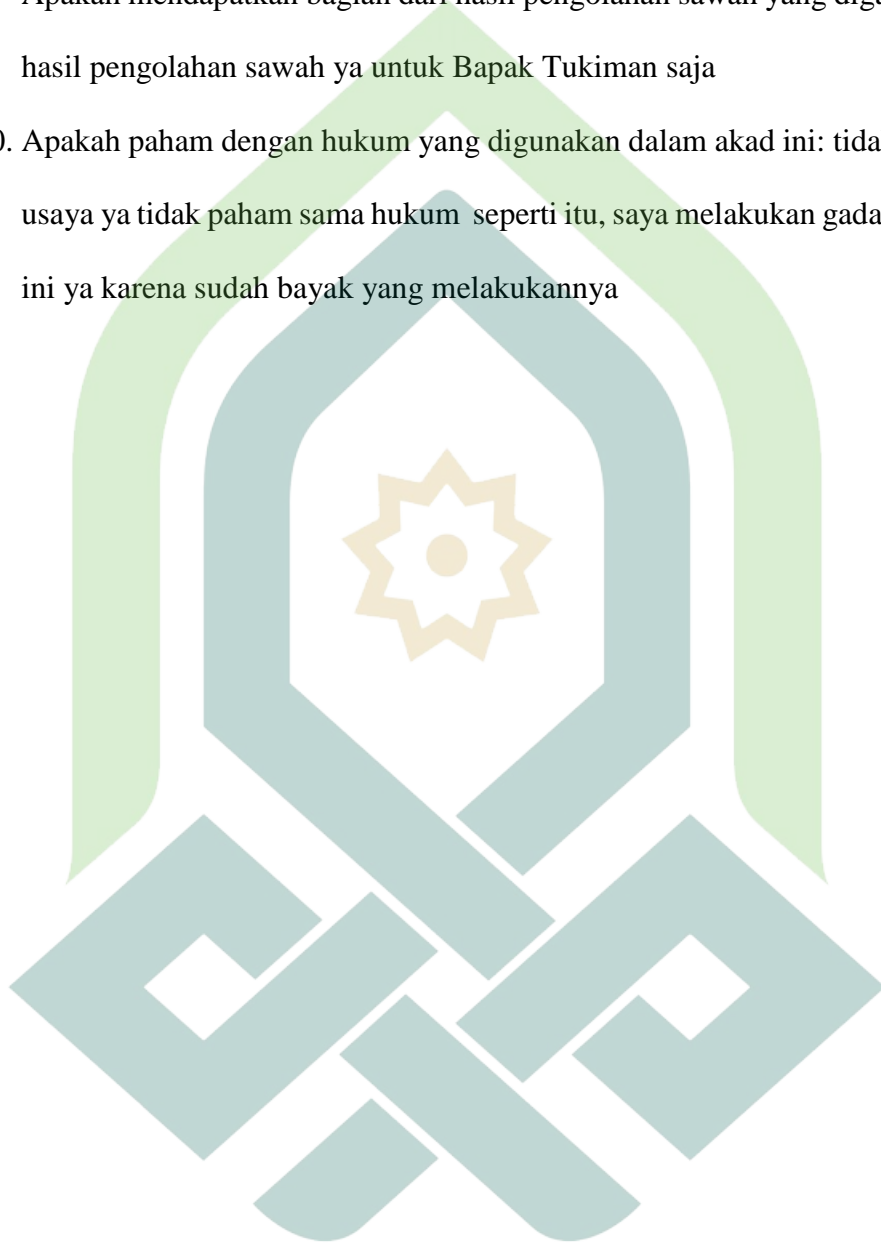 Apakah mendapatkan bagian dari hasil pengolahan sawah yang
hasil pengolahan sawah ya untuk Bapak Tukiman saja
0. Apakah paham dengan hukum yang digunakan dalam akad ini:
usaya ya tidak paham sama hukum seperti itu, saya melakukan
ini ya karena sudah bayak yang melakukannya